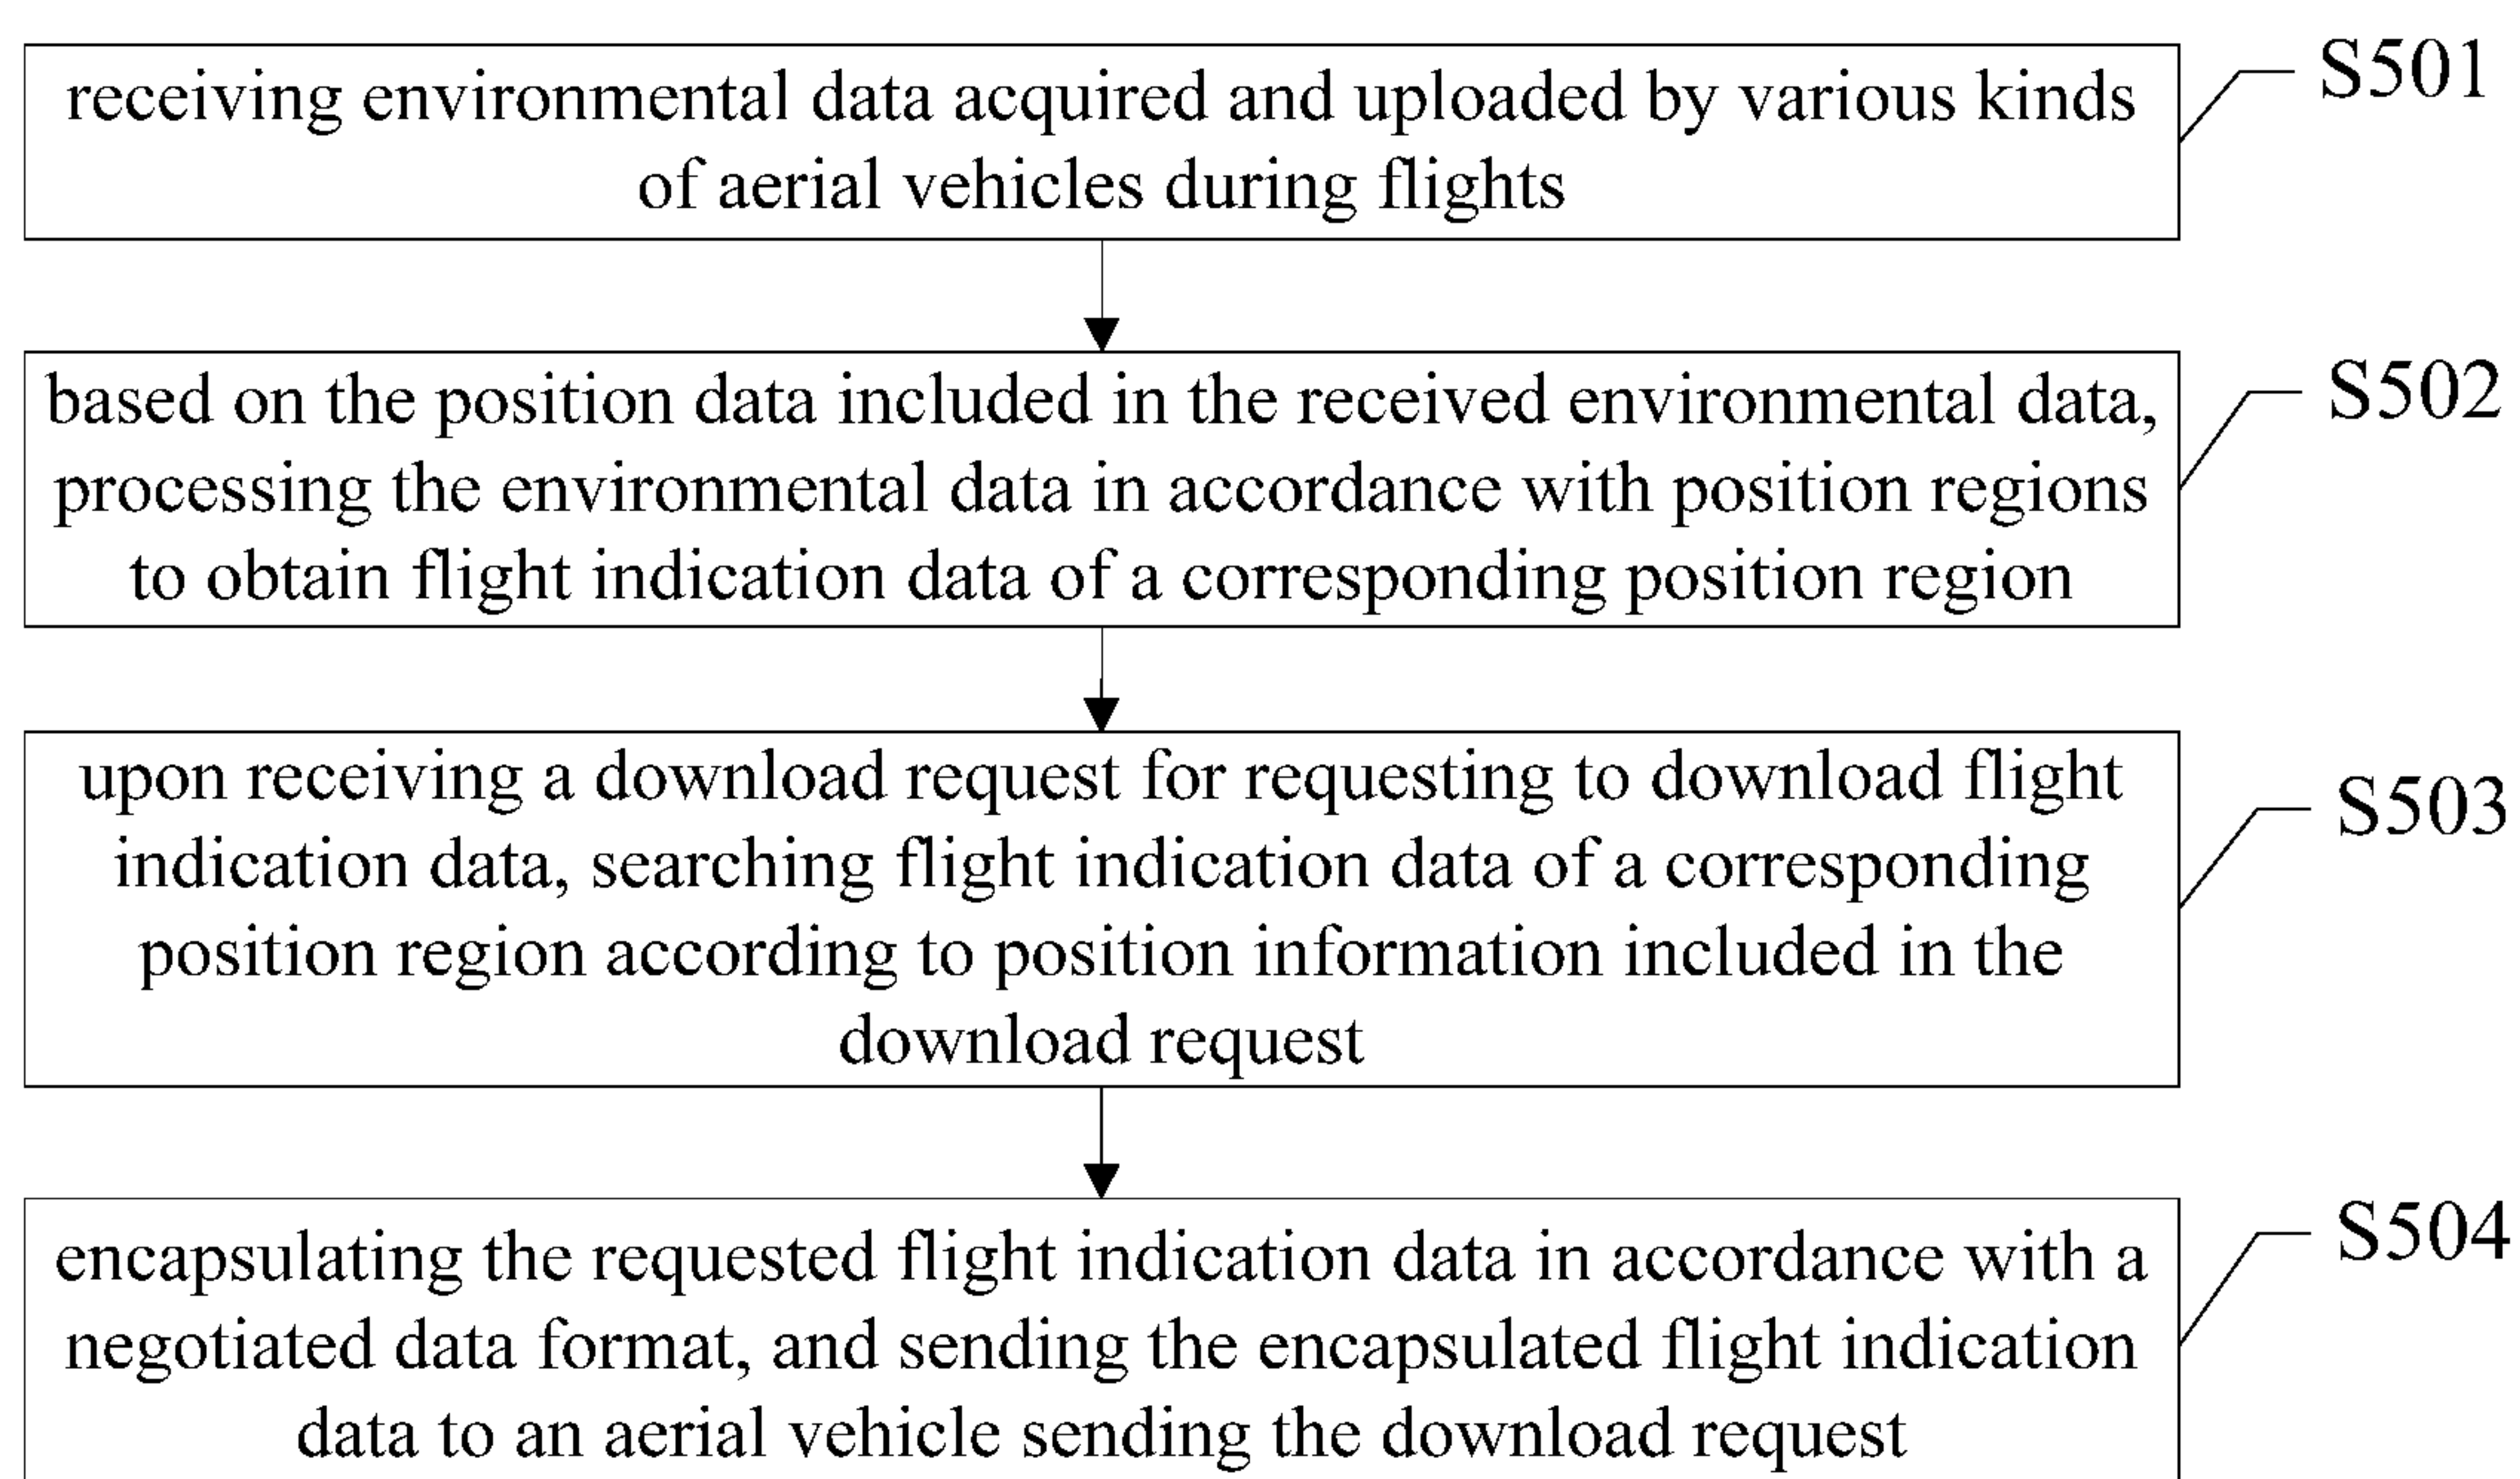 receiving environmental data acquired and uploaded by various kinds
of aerial vehicles during flights
S501
based on the position data included in the received environmental data,
processing the environmental data in accordance with position regions
to obtain flight indication data of a corresponding position region
S502
upon receiving a download request for requesting to download flight
indication data, searching flight indication data of a corresponding
position region according to position information included in the
download request
S503
encapsulating the requested flight indication data in accordance with a
negotiated data format, and sending the encapsulated flight indication
data to an aerial vehicle sending the download request
S504